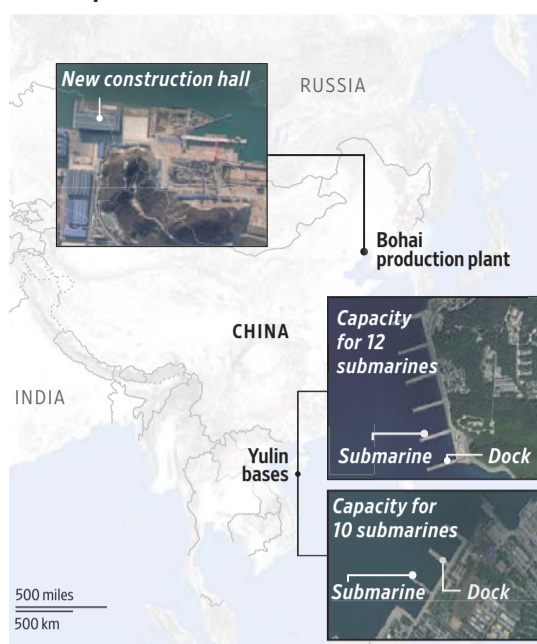 New construction hall
RUSSIA
Bohai
production plant
CHINA
Capacity
for 12
submarines
INDIA
Submarine
Dock
Yulin
bases
Capacity for
10 submarines
Submarine
Dock
500 miles
500 km